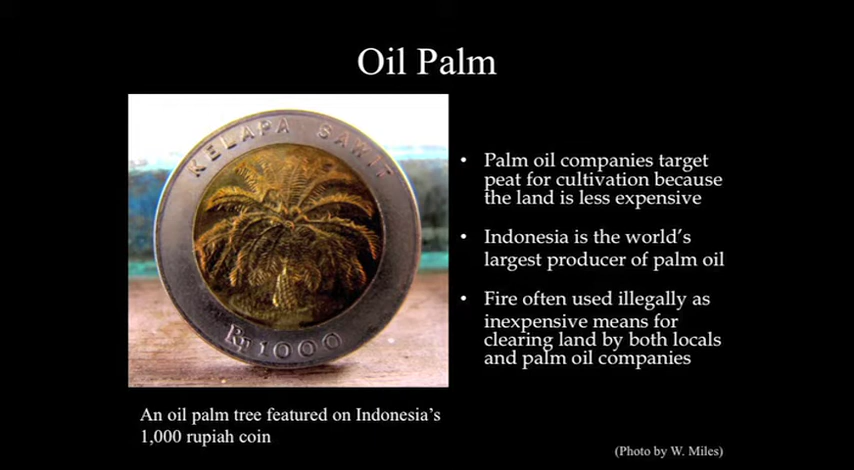 Oil Palm
KELAPA SAWIT
Rp 1000
• Palm oil companies target
peat for cultivation because
the land is less expensive
• Indonesia is the world's
largest producer of palm oil
• Fire often used illegally as
inexpensive means for
clearing land by both locals
and palm oil companies
An oil palm tree featured on Indonesia's
1,000 rupiah coin
(Photo by W. Miles)